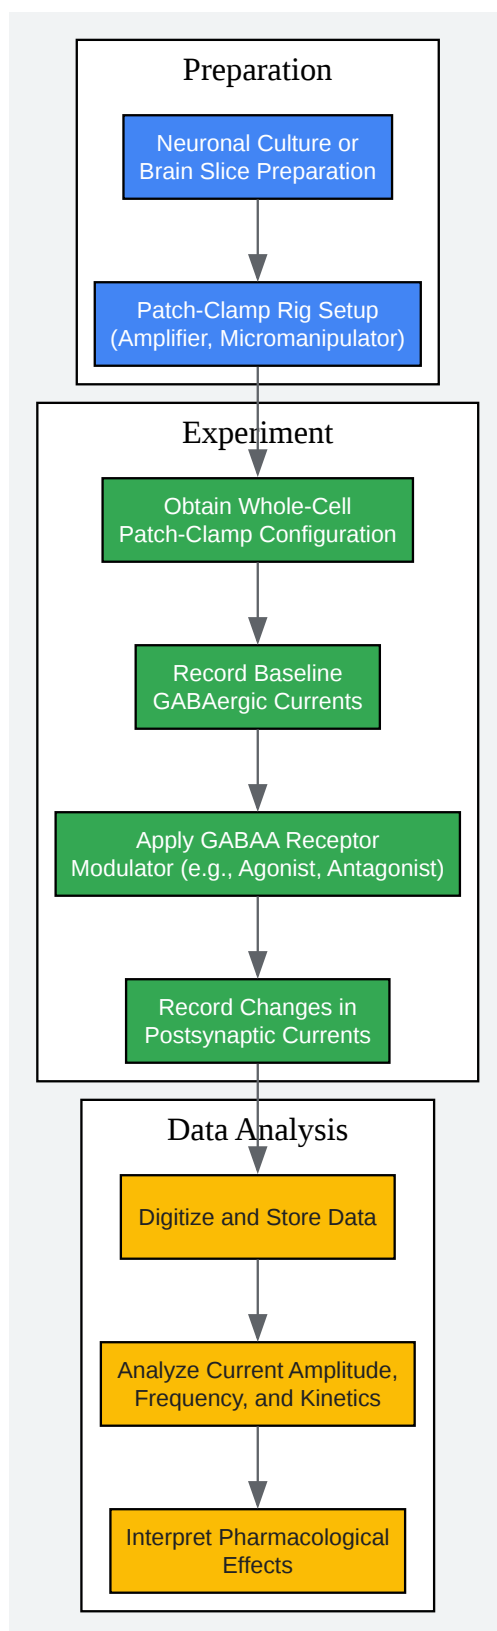 Preparation
Neuronal Culture or
Brain Slice Preparation
Patch-Clamp Rig Setup
(Amplifier, Micromanipulator)
Experiment
Obtain Whole-Cell
Patch-Clamp Configuration
Record Baseline
GABAergic Currents
Apply GABAA Receptor
Modulator (e.g., Agonist, Antagonist)
Record Changes in
Postsynaptic Currents
Data Analysis
Digitize and Store Data
Analyze Current Amplitude,
Frequency, and Kinetics
Interpret Pharmacological
Effects